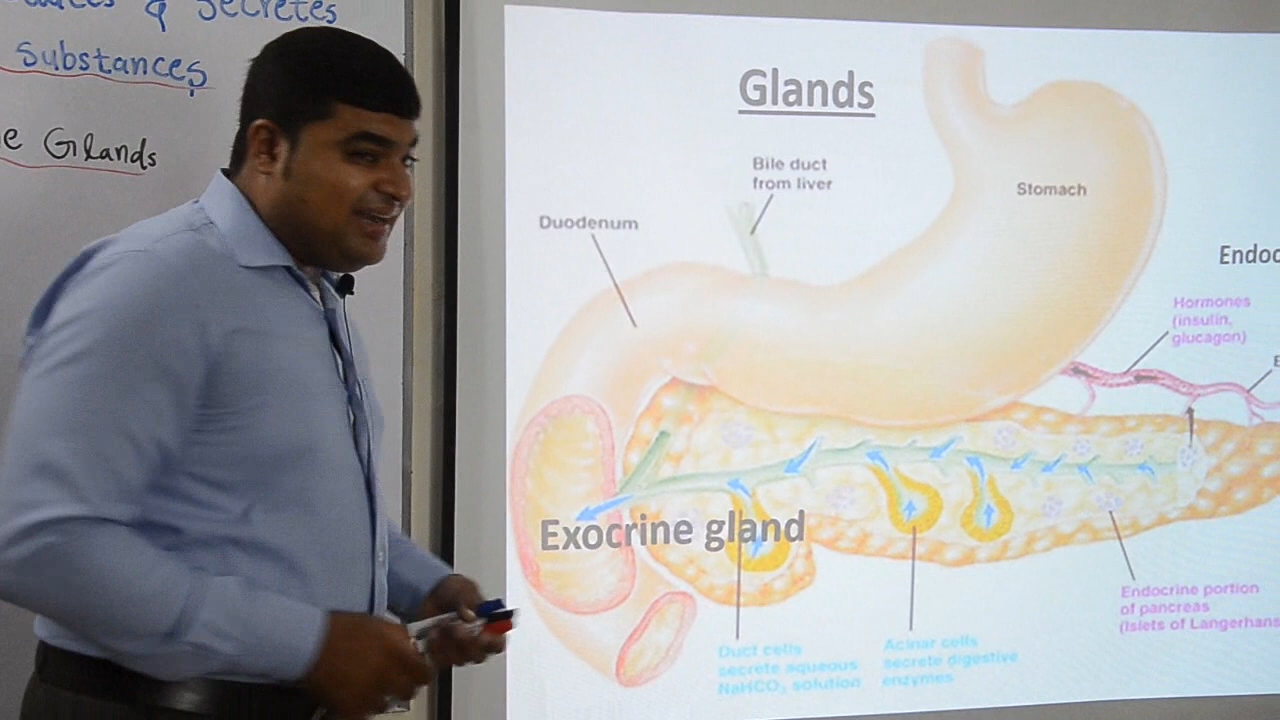 & Secretes
substances
Glands
Glands
Bile duct
from liver
Stomach
Duodenum
Hormones
(insulin,
glucagon)
Exocrine gland
Endocrine portion
of pancreas
(Islets of Langerhans
Duct cells
secrete aqueous
NaHCO₃ solution
Acinar cells
secrete digestive
enzymes